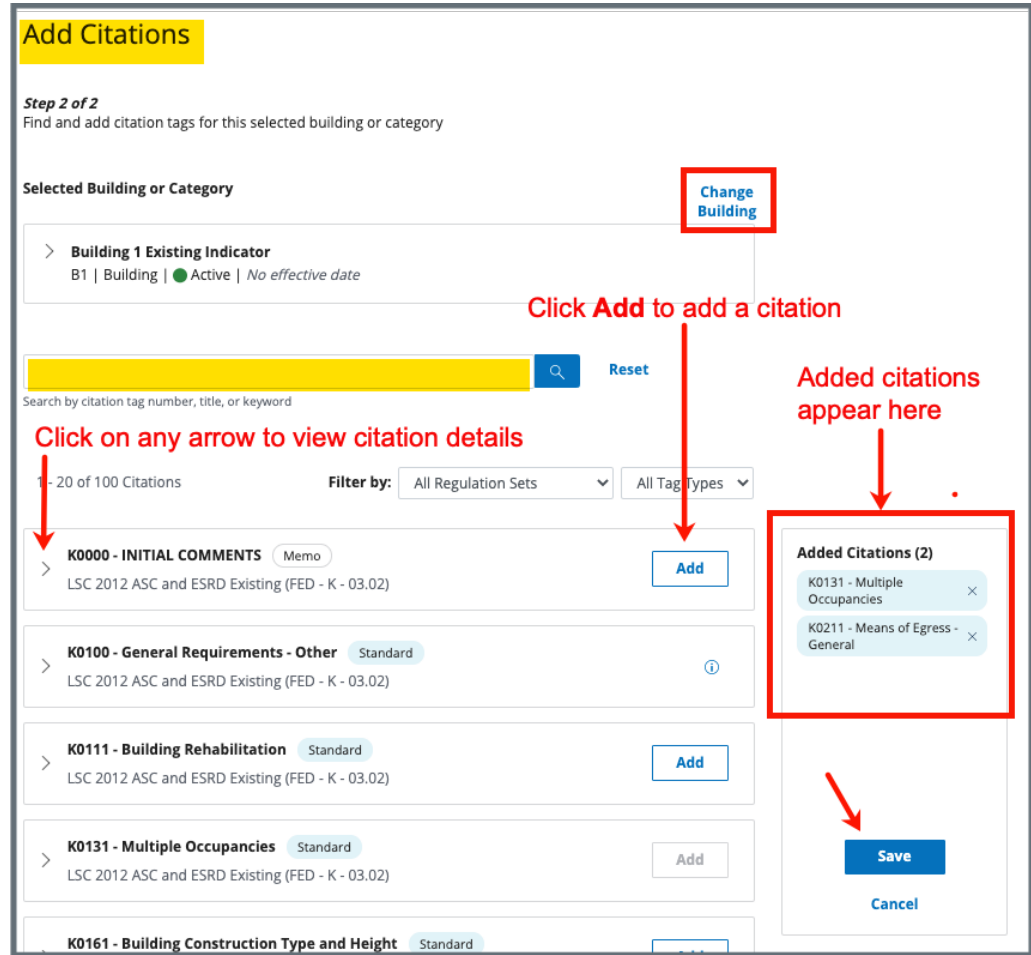 Add Citations
Step 2 of 2
Find and add citation tags for this selected building or category
Selected Building or Category
Change
Building
Building 1 Existing Indicator
B1 | Building | Active | No effective date
Click Add to add a citation
Reset
Search by citation tag number, title, or keyword
Added citations
appear here
Click on any arrow to view citation details
1 - 20 of 100 Citations
Filter by:
All Regulation Sets
All Tag Types
K0000 - INITIAL COMMENTS
Memo
LSC 2012 ASC and ESRD Existing (FED - K - 03.02)
Add
Added Citations (2)
K0131 - Multiple
Occupancies
K0211 - Means of Egress -
General
K0100 - General Requirements - Other
Standard
LSC 2012 ASC and ESRD Existing (FED - K - 03.02)
K0111 - Building Rehabilitation
Standard
LSC 2012 ASC and ESRD Existing (FED - K - 03.02)
Add
K0131 - Multiple Occupancies
Standard
LSC 2012 ASC and ESRD Existing (FED - K - 03.02)
Add
Save
Cancel
K0161 - Building Construction Type and Height
Standard